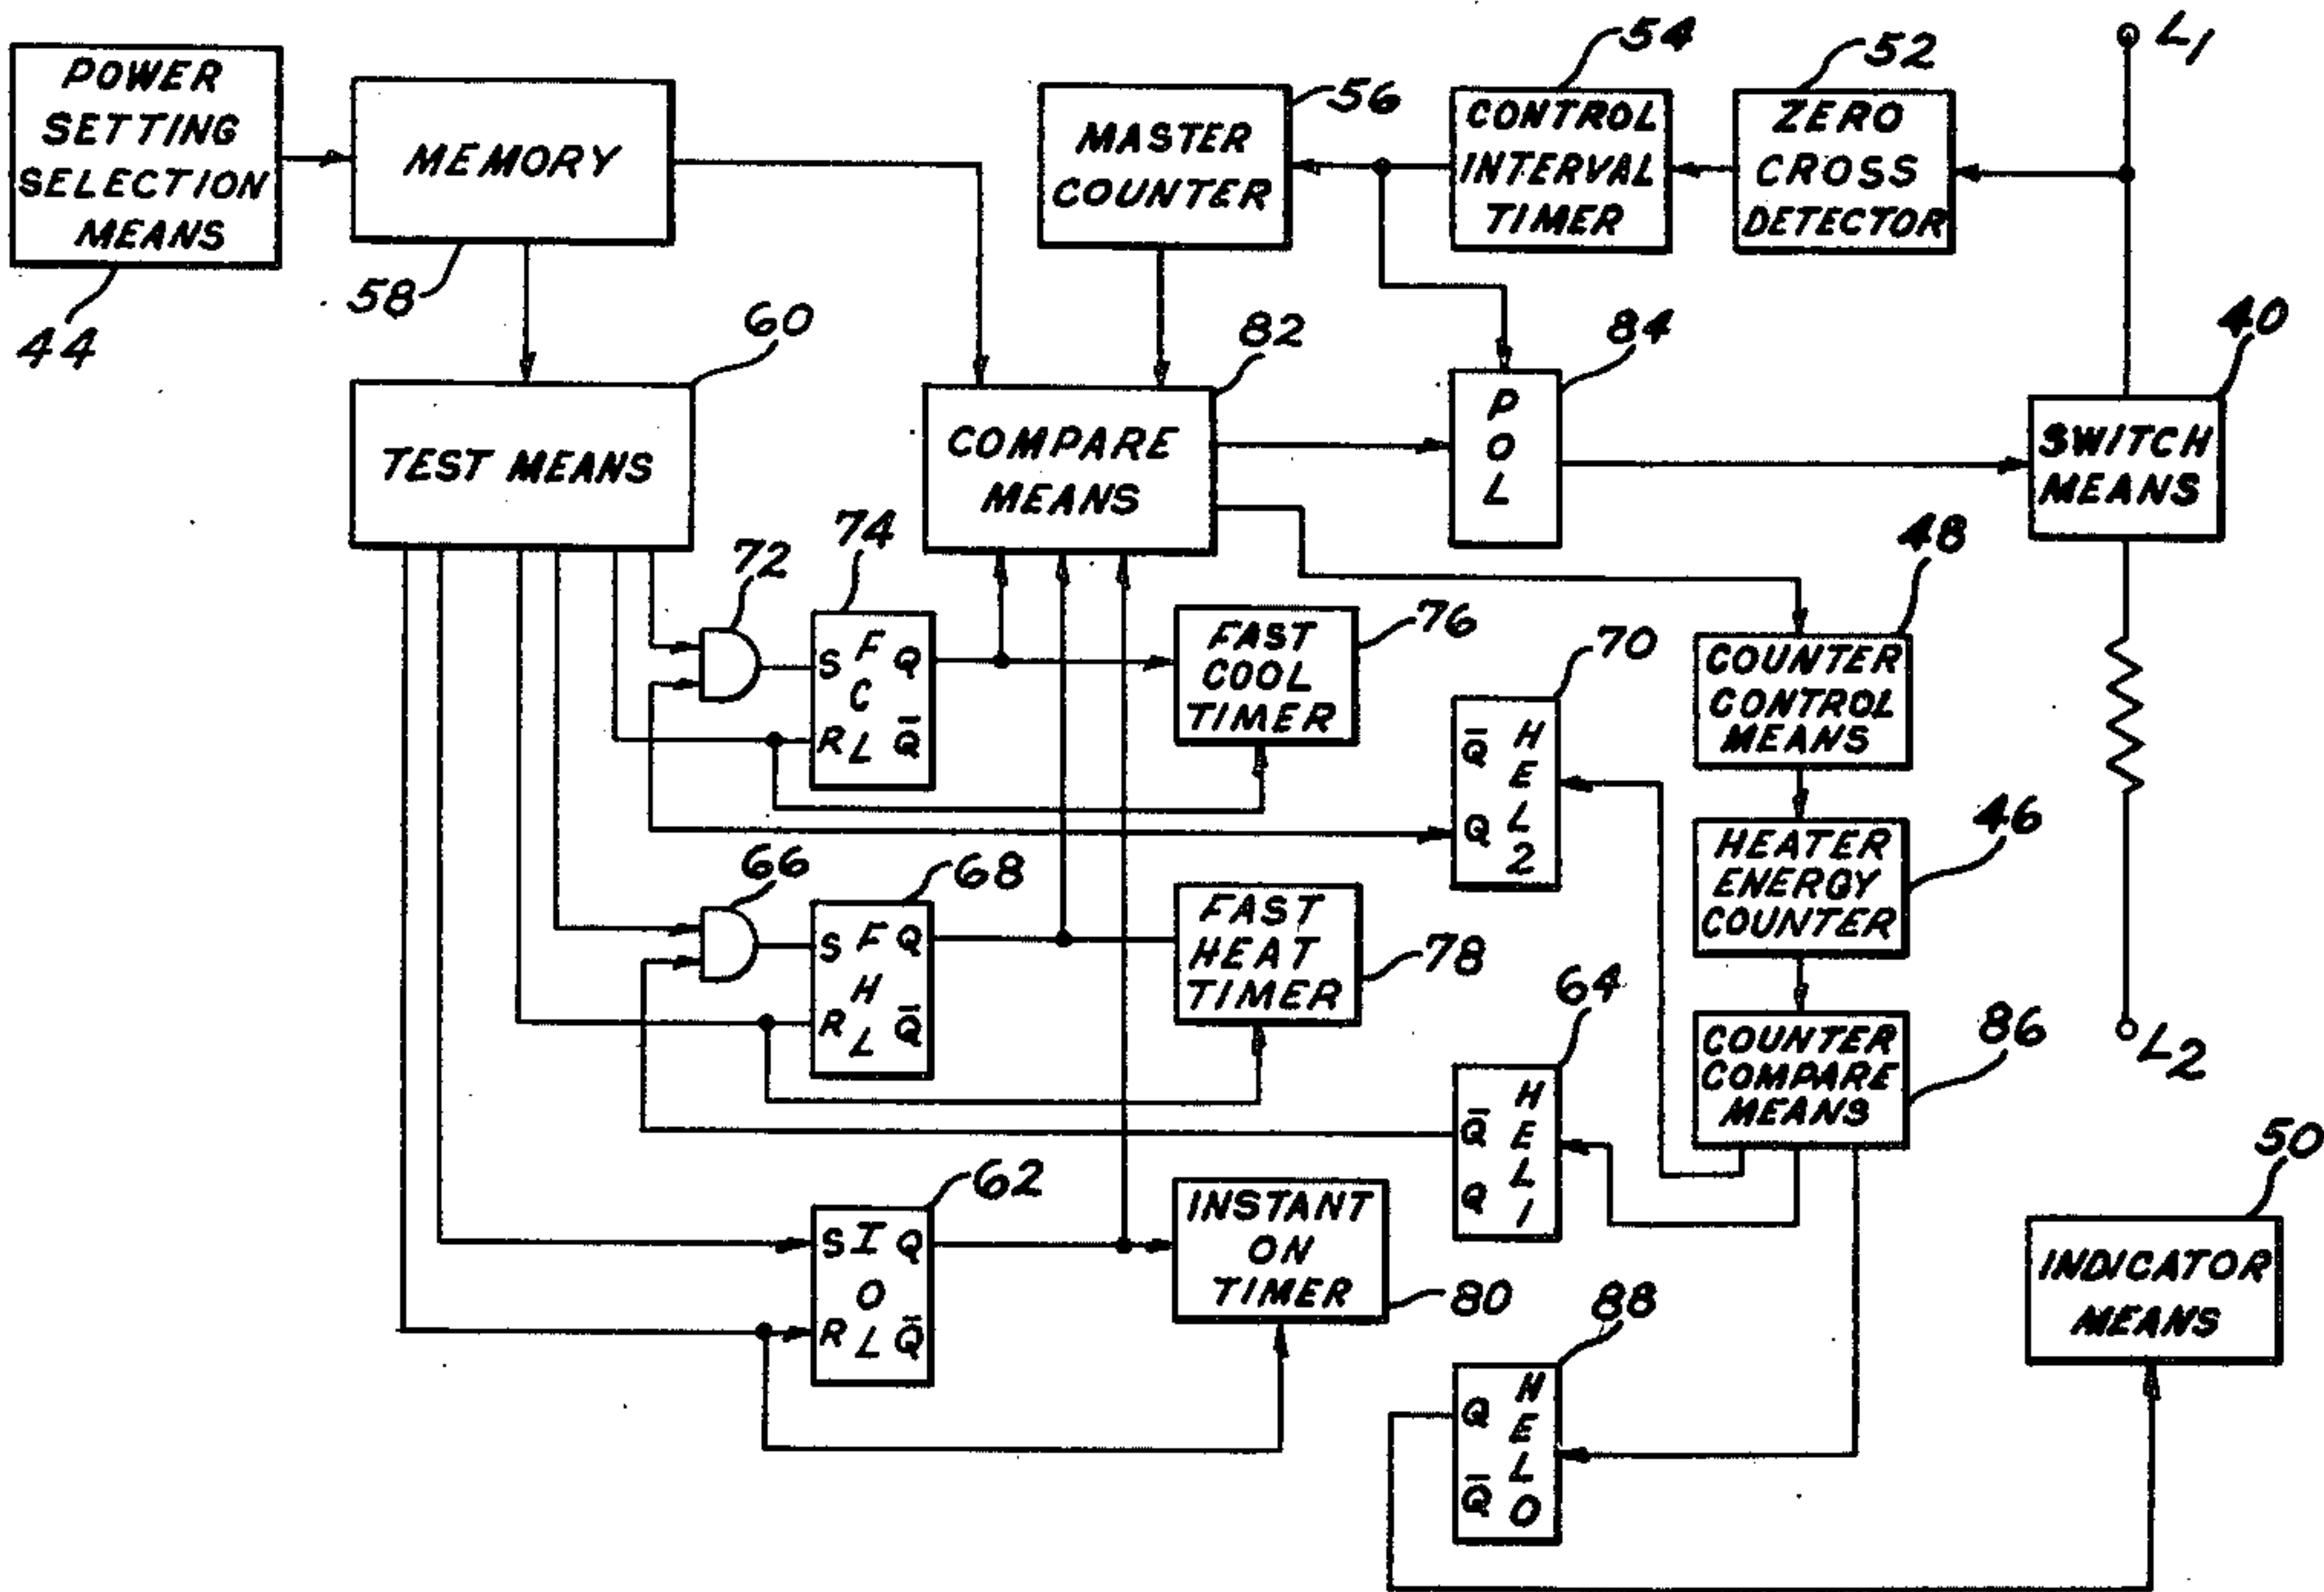 POWER
SETTING
SELECTION
MEANS
44
MEMORY
58
MASTER
COUNTER
56
CONTROL
INTERVAL
TIMER
54
ZERO
CROSS
DETECTOR
52
L1
TEST MEANS
60
COMPARE
MEANS
82
P
O
L
84
SWITCH
MEANS
40
72
74
S F Q
C
R L Q̄
FAST
COOL
TIMER
76
70
Q̄ H
E
Q L
2
COUNTER
CONTROL
MEANS
48
HEATER
ENERGY
COUNTER
46
66
68
S F Q
H
R L Q̄
FAST
HEAT
TIMER
78
64
H
Q̄ E
Q L
1
COUNTER
COMPARE
MEANS
86
L2
62
S I Q
O
R L Q̄
INSTANT
ON
TIMER
80
88
Q H
E
L
Q̄ O
INDICATOR
MEANS
50